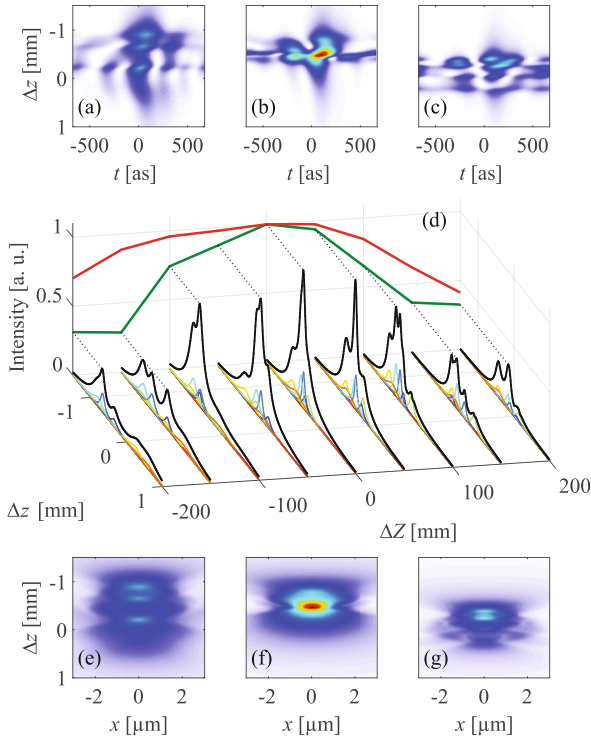 -1
0
1
Δz [mm]
(a)
(b)
(c)
-500 0 500
-500 0 500
-500 0 500
t [as]
t [as]
t [as]
(d)
1
0.5
0
Intensity [a. u.]
-1
0
1
Δz [mm]
-200
-100
0
100
200
ΔZ [mm]
-1
0
1
Δz [mm]
(e)
(f)
(g)
-2 0 2
-2 0 2
-2 0 2
x [µm]
x [µm]
x [µm]